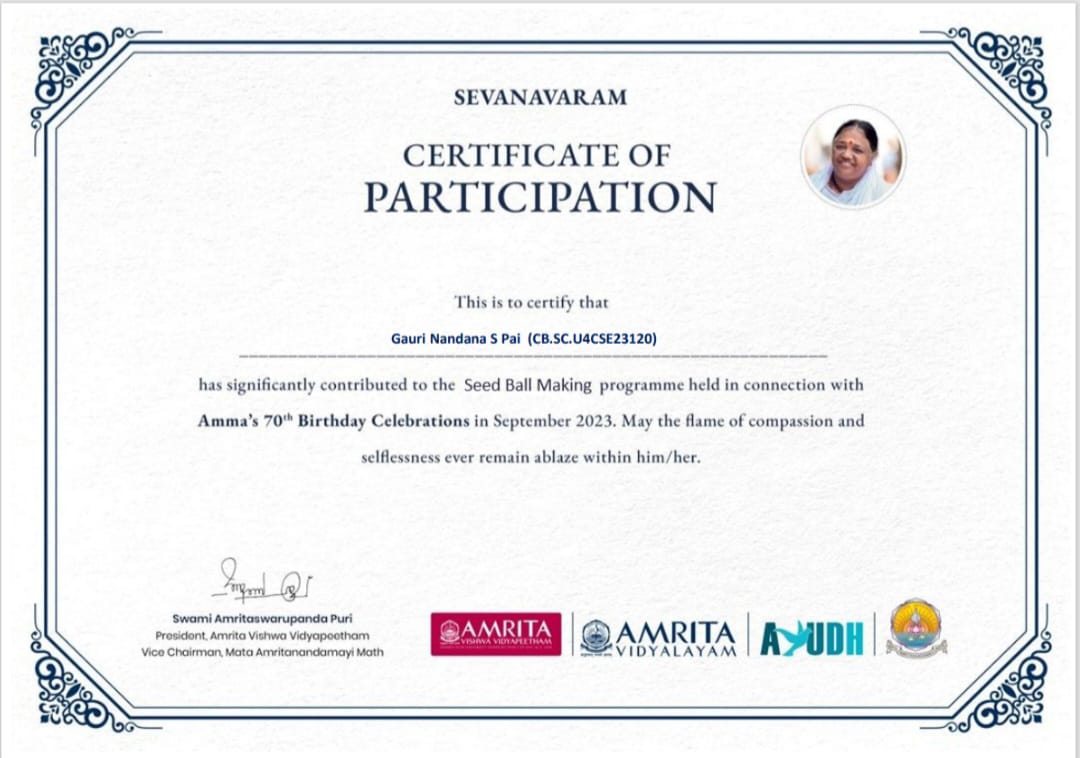 SEVANAVARAM
CERTIFICATE OF
PARTICIPATION
This is to certify that
Gauri Nandana S Pai (CB.SC.U4CSE23120)
has significantly contributed to the Seed Ball Making programme held in connection with
Amma's 70th Birthday Celebrations in September 2023. May the flame of compassion and
selflessness ever remain ablaze within him/her.
Swami Amritaswarupanda Puri
President, Amrita Vishwa Vidyapeetham
Vice Chairman, Mata Amritanandamayi Math
AMRITA
VISHWA VIDYAPEETHAM
AMRITA
VIDYALAYAM
AYUDH